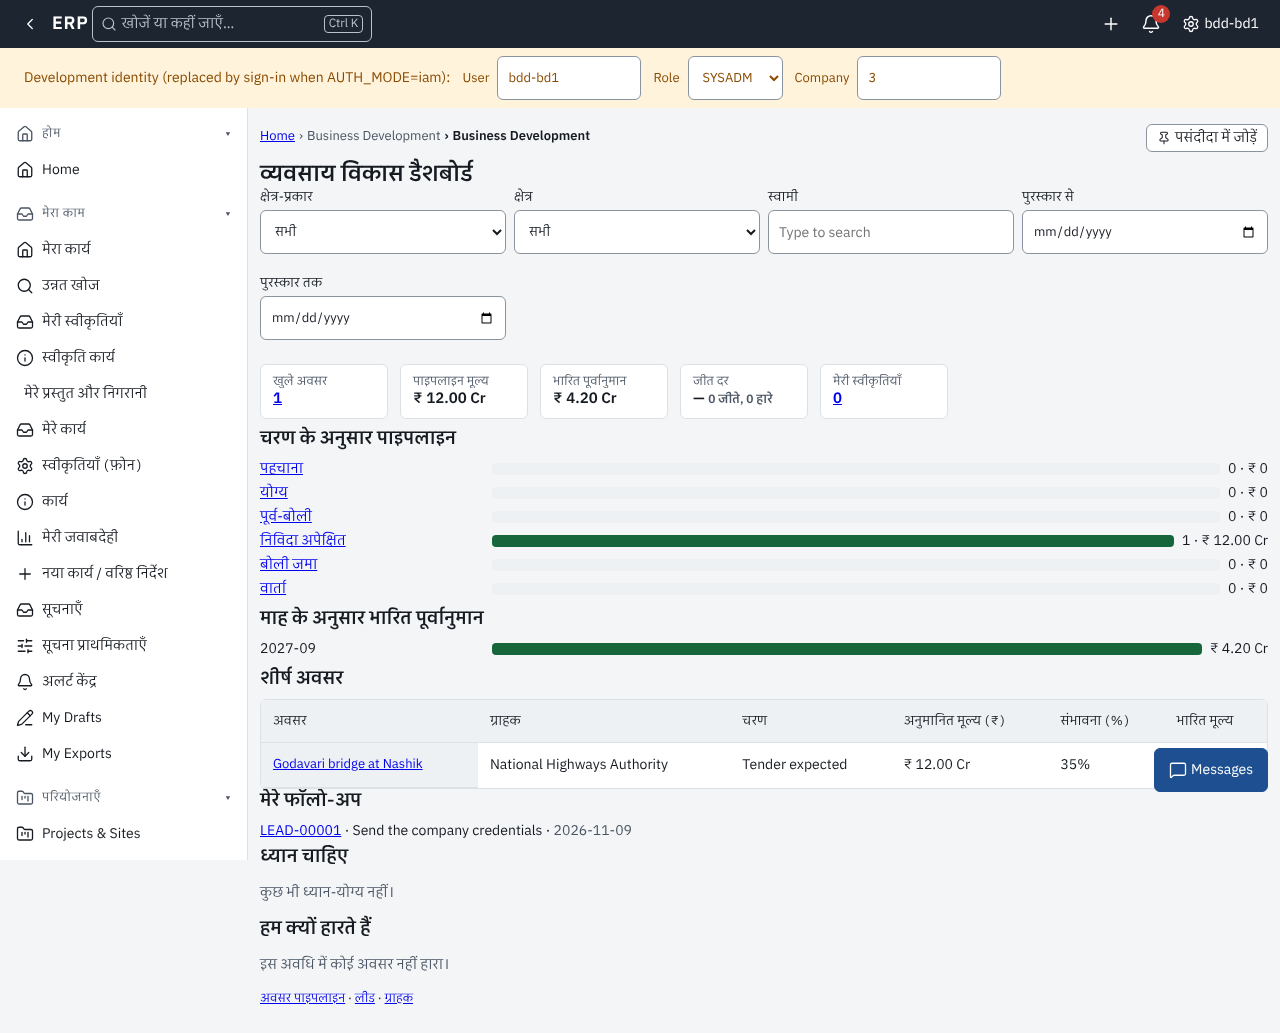 ERP
खोजें या कहीं जाएँ…
Ctrl K
4
bdd-bd1
Development identity (replaced by sign-in when AUTH_MODE=iam):
User
bdd-bd1
Role
SYSADM
Company
3
होम
Home
मेरा काम
मेरा कार्य
उन्नत खोज
मेरी स्वीकृतियाँ
स्वीकृति कार्य
मेरे प्रस्तुत और निगरानी
मेरे कार्य
स्वीकृतियाँ (फ़ोन)
कार्य
मेरी जवाबदेही
नया कार्य / वरिष्ठ निर्देश
सूचनाएँ
सूचना प्राथमिकताएँ
अलर्ट केंद्र
My Drafts
My Exports
परियोजनाएँ
Projects & Sites
Home › Business Development › Business Development
पसंदीदा में जोड़ें
व्यवसाय विकास डैशबोर्ड
क्षेत्र-प्रकार
सभी
क्षेत्र
सभी
स्वामी
Type to search
पुरस्कार से
mm/dd/yyyy
पुरस्कार तक
mm/dd/yyyy
खुले अवसर
1
पाइपलाइन मूल्य
₹ 12.00 Cr
भारित पूर्वानुमान
₹ 4.20 Cr
जीत दर
— 0 जीते, 0 हारे
मेरी स्वीकृतियाँ
0
चरण के अनुसार पाइपलाइन
पहचाना 0 · ₹ 0
योग्य 0 · ₹ 0
पूर्व-बोली 0 · ₹ 0
निविदा अपेक्षित 1 · ₹ 12.00 Cr
बोली जमा 0 · ₹ 0
वार्ता 0 · ₹ 0
माह के अनुसार भारित पूर्वानुमान
2027-09 ₹ 4.20 Cr
शीर्ष अवसर
अवसर ग्राहक चरण अनुमानित मूल्य (₹) संभावना (%) भारित मूल्य
Godavari bridge at Nashik National Highways Authority Tender expected ₹ 12.00 Cr 35%
Messages
मेरे फॉलो-अप
LEAD-00001 · Send the company credentials · 2026-11-09
ध्यान चाहिए
कुछ भी ध्यान-योग्य नहीं।
हम क्यों हारते हैं
इस अवधि में कोई अवसर नहीं हारा।
अवसर पाइपलाइन · लीड · ग्राहक